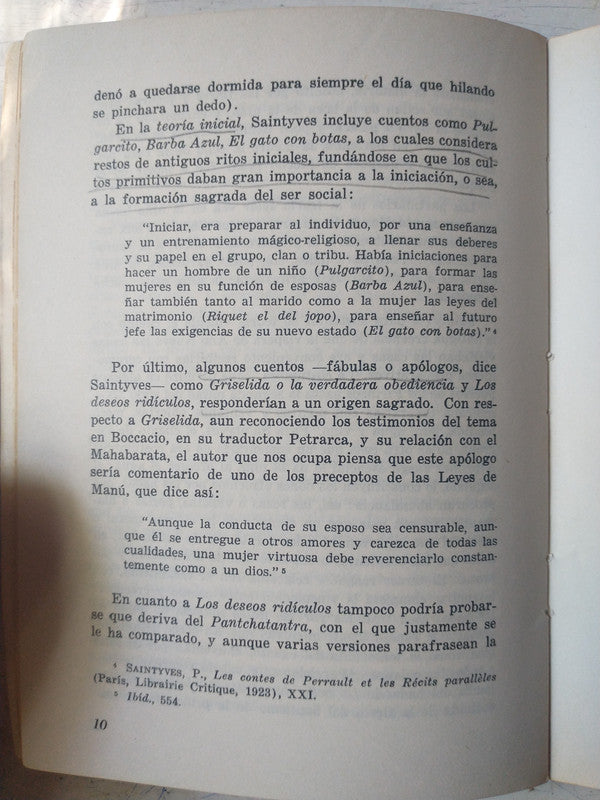 denó a quedarse dormida para siempre el día que hilando
se pinchara un dedo).
En la teoría inicial, Saintyves incluye cuentos como Pul-
garcito, Barba Azul, El gato con botas, a los cuales considera
restos de antiguos ritos iniciales, fundándose en que los cul-
tos primitivos daban gran importancia a la iniciación, o sea,
a la formación sagrada del ser social:
"Iniciar, era preparar al individuo, por una enseñanza
y un entrenamiento mágico-religioso, a llenar sus deberes
y su papel en el grupo, clan o tribu. Había iniciaciones para
hacer un hombre de un niño (Pulgarcito), para formar las
mujeres en su función de esposas (Barba Azul), para ense-
ñar también tanto al marido como a la mujer las leyes del
matrimonio (Riquet el del jopo), para enseñar al futuro
jefe las exigencias de su nuevo estado (El gato con botas)." 4
Por último, algunos cuentos —fábulas o apólogos, dice
Saintyves— como Griselida o la verdadera obediencia y Los
deseos ridículos, responderían a un origen sagrado. Con res-
pecto a Griselida, aun reconociendo los testimonios del tema
en Boccacio, en su traductor Petrarca, y su relación con el
Mahabarata, el autor que nos ocupa piensa que este apólogo
sería comentario de uno de los preceptos de las Leyes de
Manú, que dice así:
"Aunque la conducta de su esposo sea censurable, aun-
que él se entregue a otros amores y carezca de todas las
cualidades, una mujer virtuosa debe reverenciarlo constan-
temente como a un dios." 5
En cuanto a Los deseos ridículos tampoco podría probar-
se que deriva del Pantchatantra, con el que justamente se
le ha comparado, y aunque varias versiones parafrasean la
4 SAINTYVES, P., Les contes de Perrault et les Récits parallèles
(París, Librairie Critique, 1923), XXI.
5 Ibíd., 554.
10